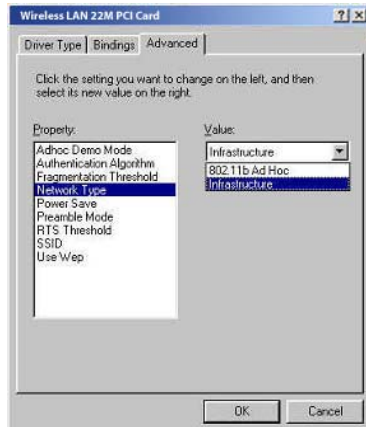 Wireless LAN 22M PCI Card
Driver Type
Bindings
Advanced
Click the setting you want to change on the left, and then
select its new value on the right.
Property:
Value:
Adhoc Demo Mode
Authentication Algorithm
Fragmentation Threshold
Network Type
Power Save
Preamble Mode
RTS Threshold
SSID
Use Wep
Infrastructure
802.11b Ad Hoc
Infrastructure
OK
Cancel